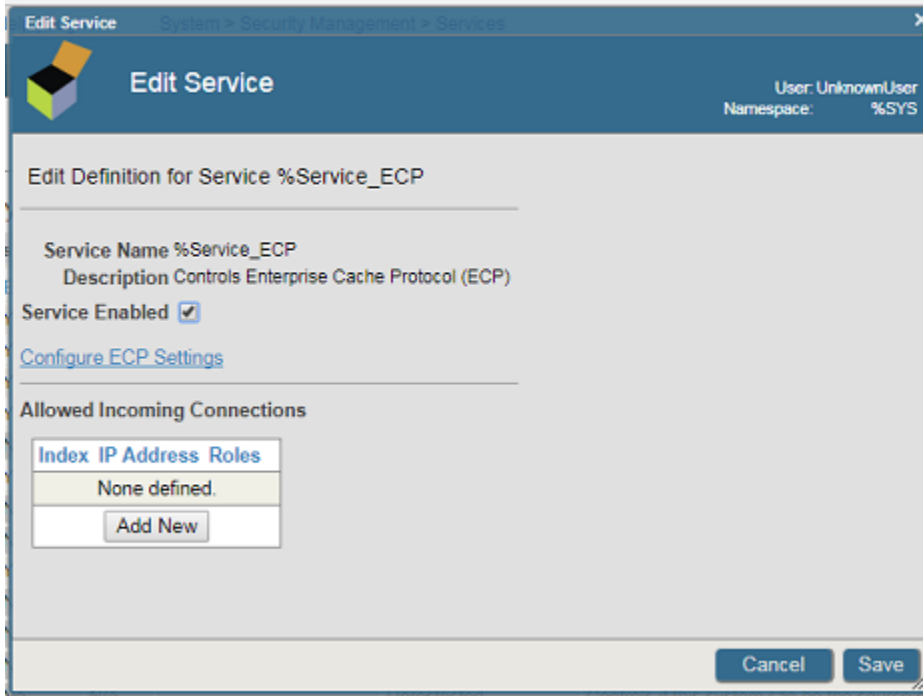 Edit Service System > Security Management > Services
Edit Service
User: UnknownUser
Namespace: %SYS
Edit Definition for Service %Service_ECP
Service Name %Service_ECP
Description Controls Enterprise Cache Protocol (ECP)
Service Enabled
Configure ECP Settings
Allowed Incoming Connections
Index IP Address Roles
None defined.
Add New
Cancel Save